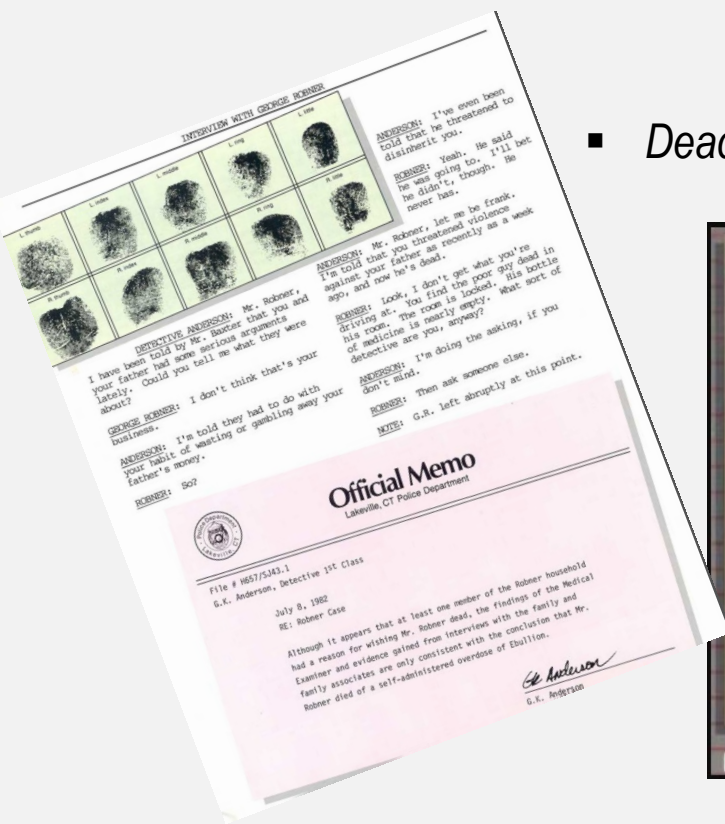 INTERVIEW WITH GEORGE ROBNER
L. thumb
L. index
L. middle
L. ring
L. little
R. thumb
R. index
R. middle
R. ring
R. little
DETECTIVE ANDERSON: Mr. Robner,
I have been told by Mr. Baxter that you and
your father had some serious arguments
lately. Could you tell me what they were
about?
GEORGE ROBNER: I don't think that's your
business.
ANDERSON: I'm told they had to do with
your habit of wasting or gambling away your
father's money.
ROBNER: So?
ANDERSON: I've even been
told that he threatened to
disinherit you.
ROBNER: Yeah. He said
he was going to. I'll bet
he didn't, though. He
never has.
ANDERSON: Mr. Robner, let me be frank.
I'm told that you threatened violence
against your father as recently as a week
ago, and now he's dead.
ROBNER: Look, I don't get what you're
driving at. You find the poor guy dead in
his room. The room is locked. His bottle
of medicine is nearly empty. What sort of
detective are you, anyway?
ANDERSON: I'm doing the asking, if you
don't mind.
ROBNER: Then ask someone else.
NOTE: G.R. left abruptly at this point.
Official Memo
Lakeville, CT Police Department
Police Department
Lakeville, CT
File # H657/SJ43.1
G.K. Anderson, Detective 1st Class
July 8, 1982
RE: Robner Case
Although it appears that at least one member of the Robner household
had a reason for wishing Mr. Robner dead, the findings of the Medical
Examiner and evidence gained from interviews with the family and
family associates are only consistent with the conclusion that Mr.
Robner died of a self-administered overdose of Ebullion.
GK Anderson
G.K. Anderson
▪ Deac